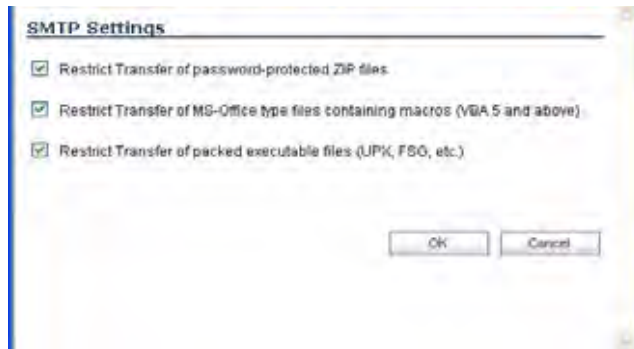 SMTP Settings
Restrict Transfer of password-protected ZIP files
Restrict Transfer of MS-Office type files containing macros (VBA 5 and above)
Restrict Transfer of packed executable files (UPX, FSG, etc.)
OK Cancel